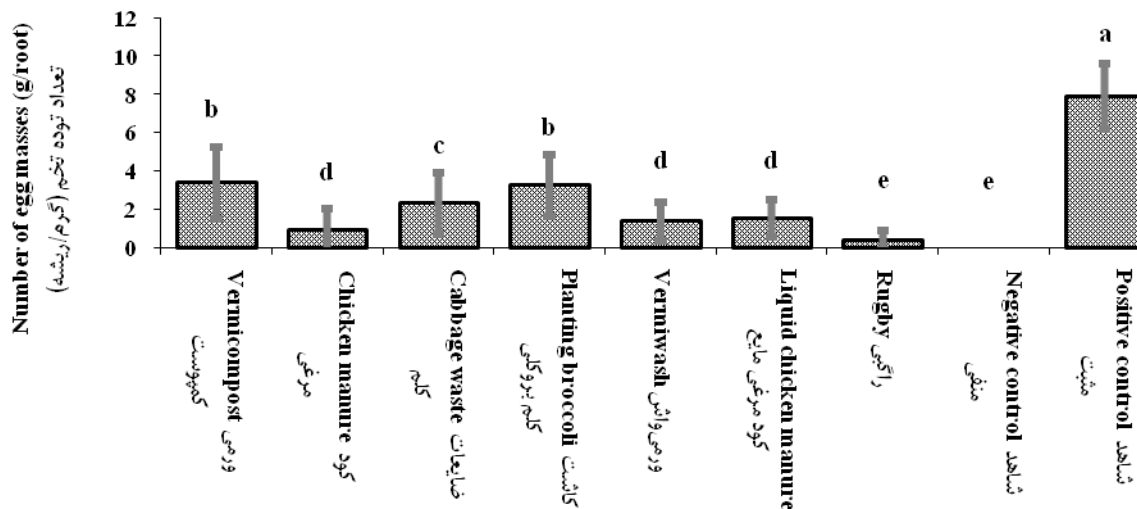 Number of egg masses (g/root)
تعداد توده تخم (گرم/ریشه)
12
10
8
6
4
2
0
b
d
c
b
d
d
e
e
a
Vermicompost ورمی
کمپوست
Chicken manure کود
مرغی
Cabbage waste ضایعات
کلم
Planting broccoli کاشت
کلم بروکلی
Vermiwash ورمی‌واش
Liquid chicken manure
کود مرغی مایع
Rugby راگبی
Negative control شاهد
منفی
Positive control شاهد
مثبت